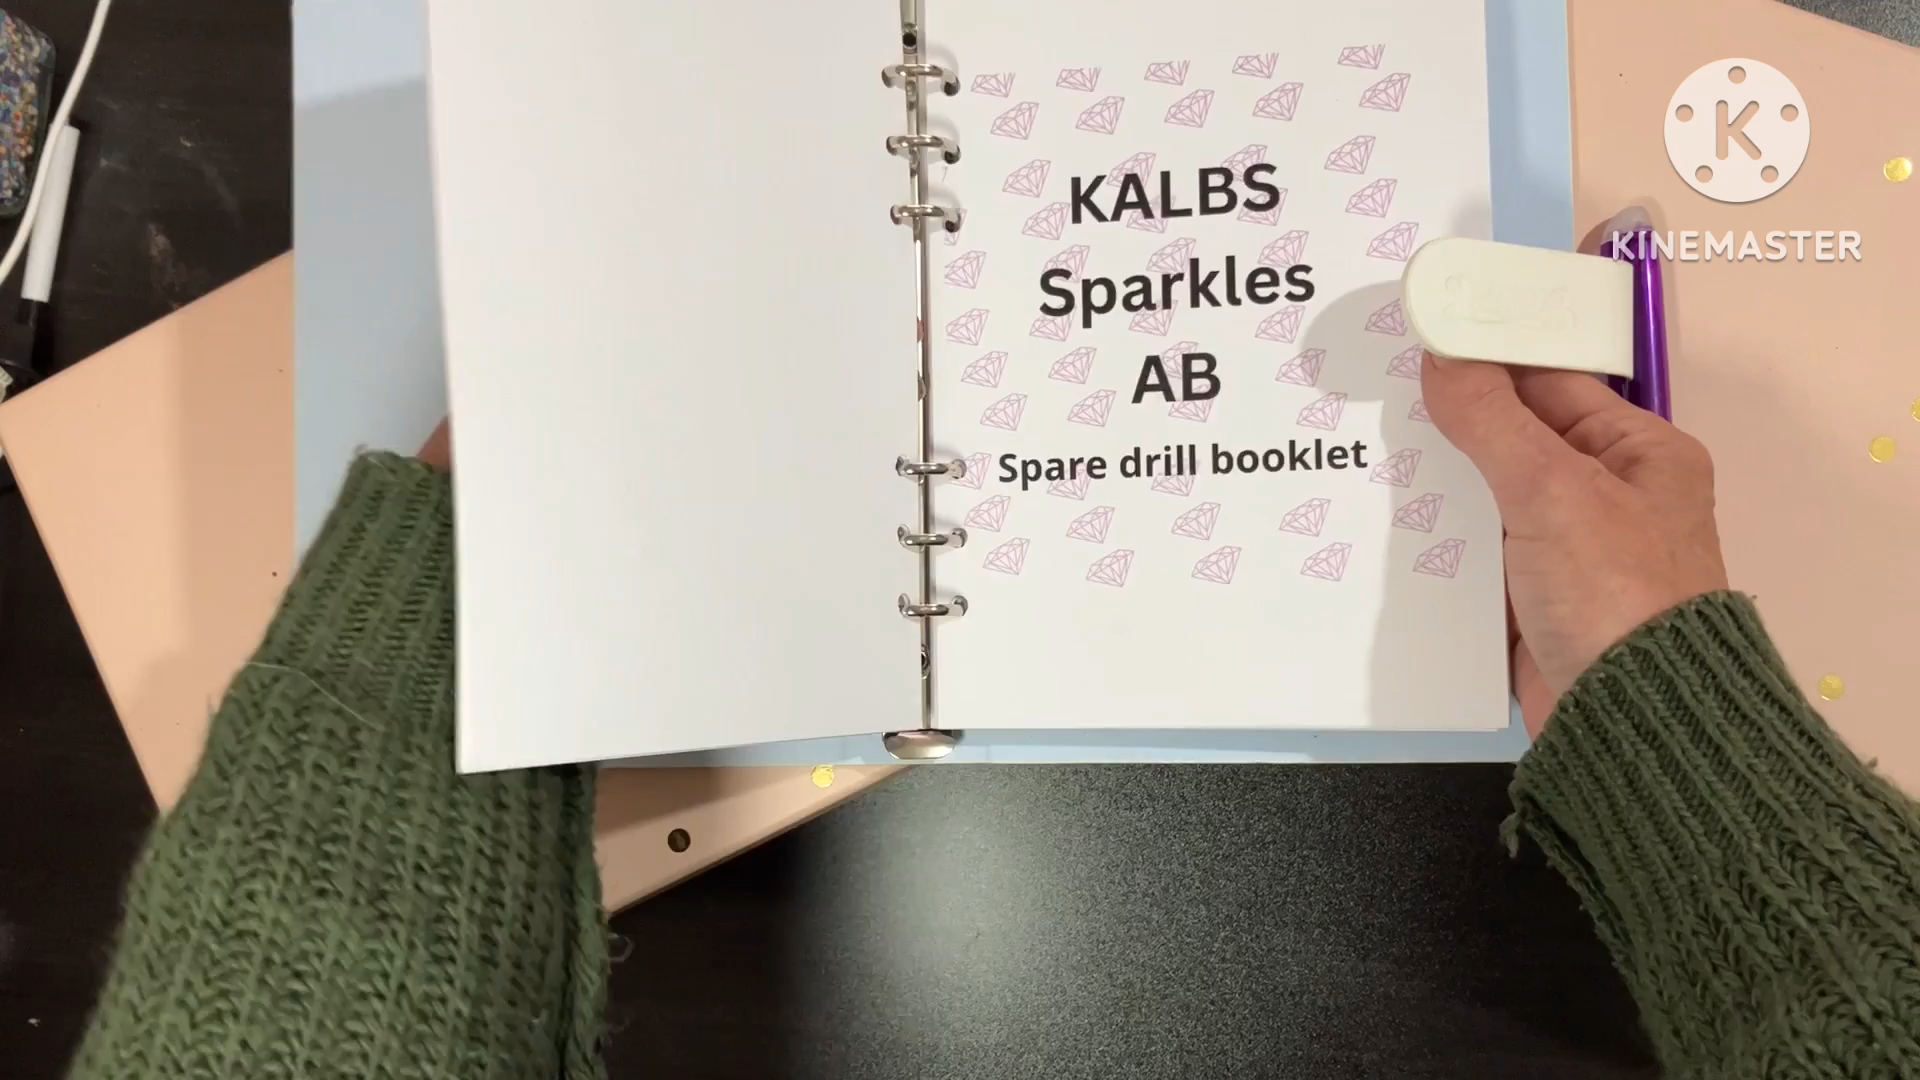 KALBS
Sparkles
AB
Spare drill booklet
K
KINEMASTER